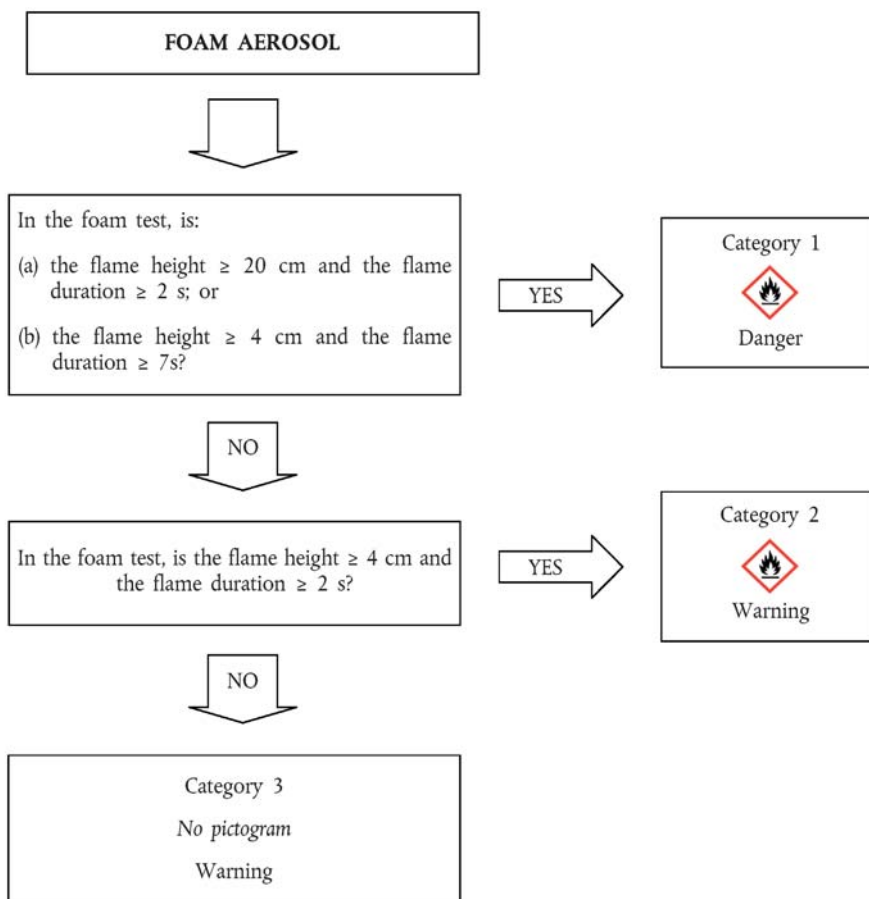 FOAM AEROSOL
In the foam test, is:
(a) the flame height ≥ 20 cm and the flame
duration ≥ 2 s; or
(b) the flame height ≥ 4 cm and the flame
duration ≥ 7s?
YES
Category 1
Danger
NO
In the foam test, is the flame height ≥ 4 cm and
the flame duration ≥ 2 s?
YES
Category 2
Warning
NO
Category 3
No pictogram
Warning